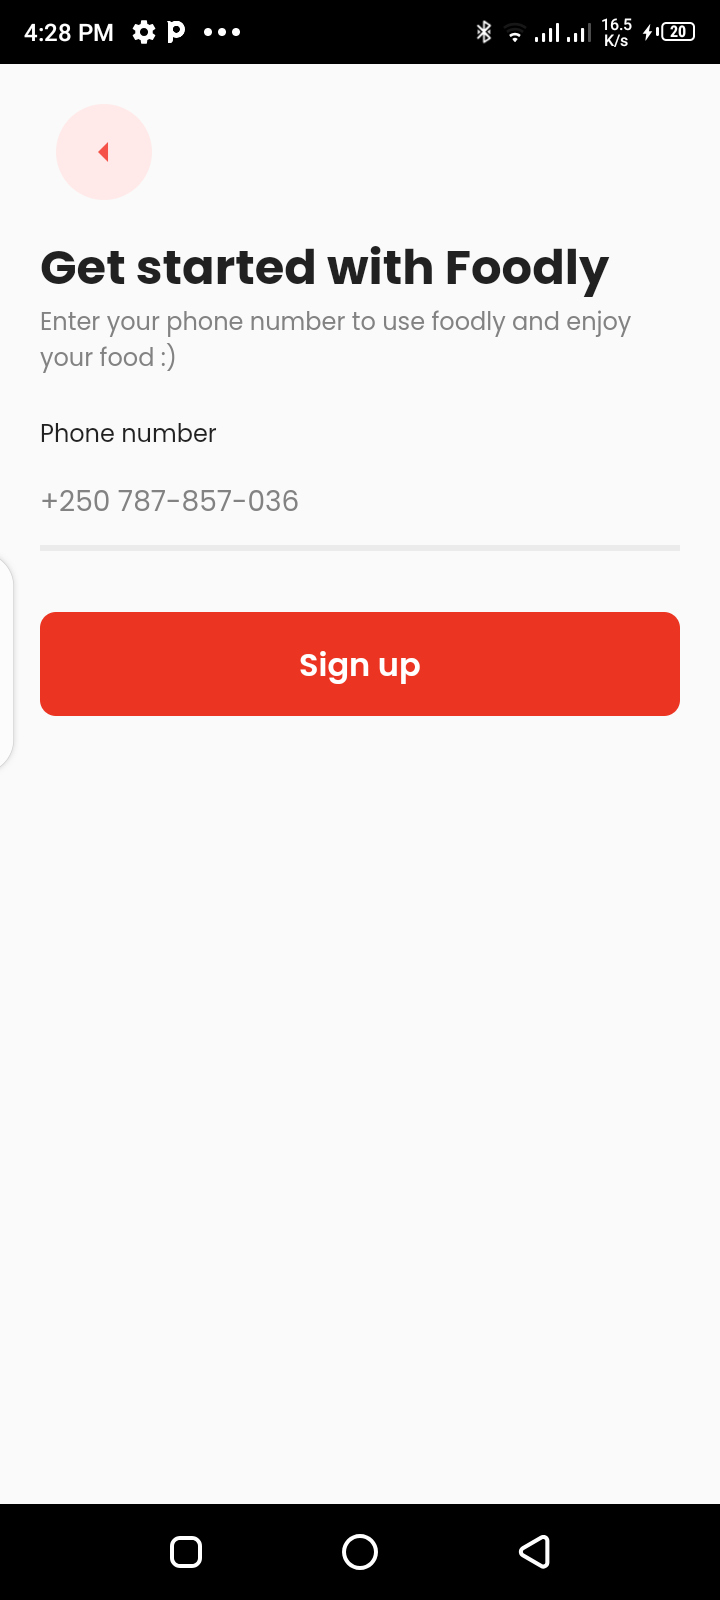 4:28 PM
16.5
K/s
20
Get started with Foodly
Enter your phone number to use foodly and enjoy
your food :)
Phone number
+250 787-857-036
Sign up